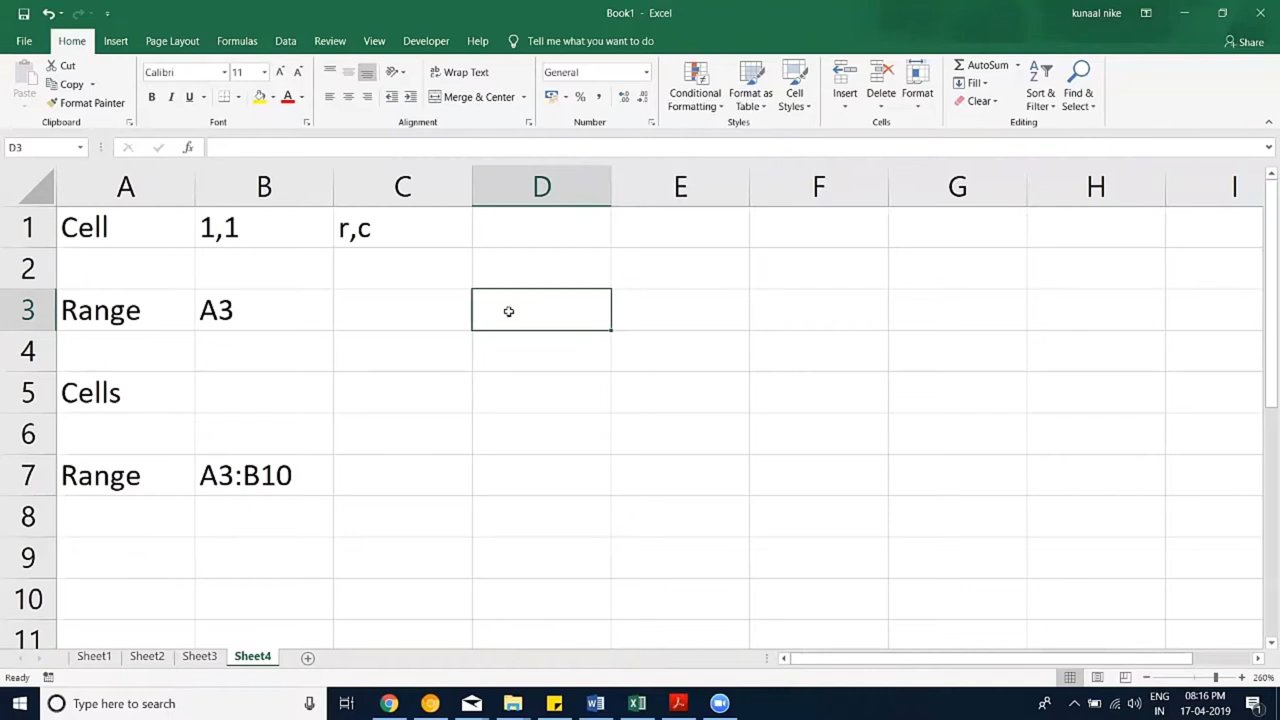 Book1 - Excel
kunaal nike
File Home Insert Page Layout Formulas Data Review View Developer Help Tell me what you want to do Share
Paste
Cut
Copy
Format Painter
Clipboard
Calibri 11
B I U
Font
Wrap Text
Merge & Center
Alignment
General
%
Number
Conditional Formatting
Format as Table
Cell Styles
Styles
Insert Delete Format
Cells
AutoSum
Fill
Clear
Sort & Filter
Find & Select
Editing
D3
fx
A B C D E F G H I
1 Cell 1,1 r,c
2
3 Range A3
4
5 Cells
6
7 Range A3:B10
8
9
10
11
Sheet1 Sheet2 Sheet3 Sheet4
Ready 260%
Type here to search
ENG 08:16 PM
IN 17-04-2019